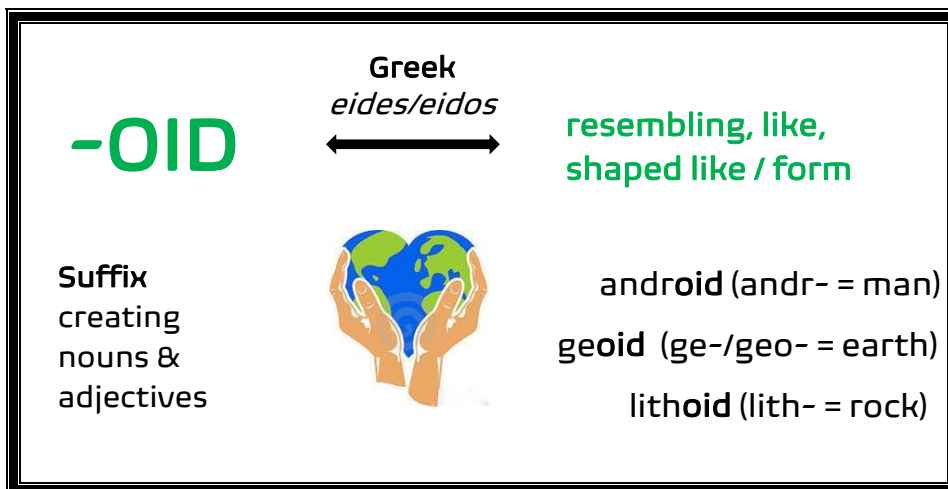 Greek
eides/eidos
-OID
resembling, like,
shaped like / form
Suffix
creating
nouns &
adjectives
android (andr- = man)
geoid (ge-/geo- = earth)
lithoid (lith- = rock)